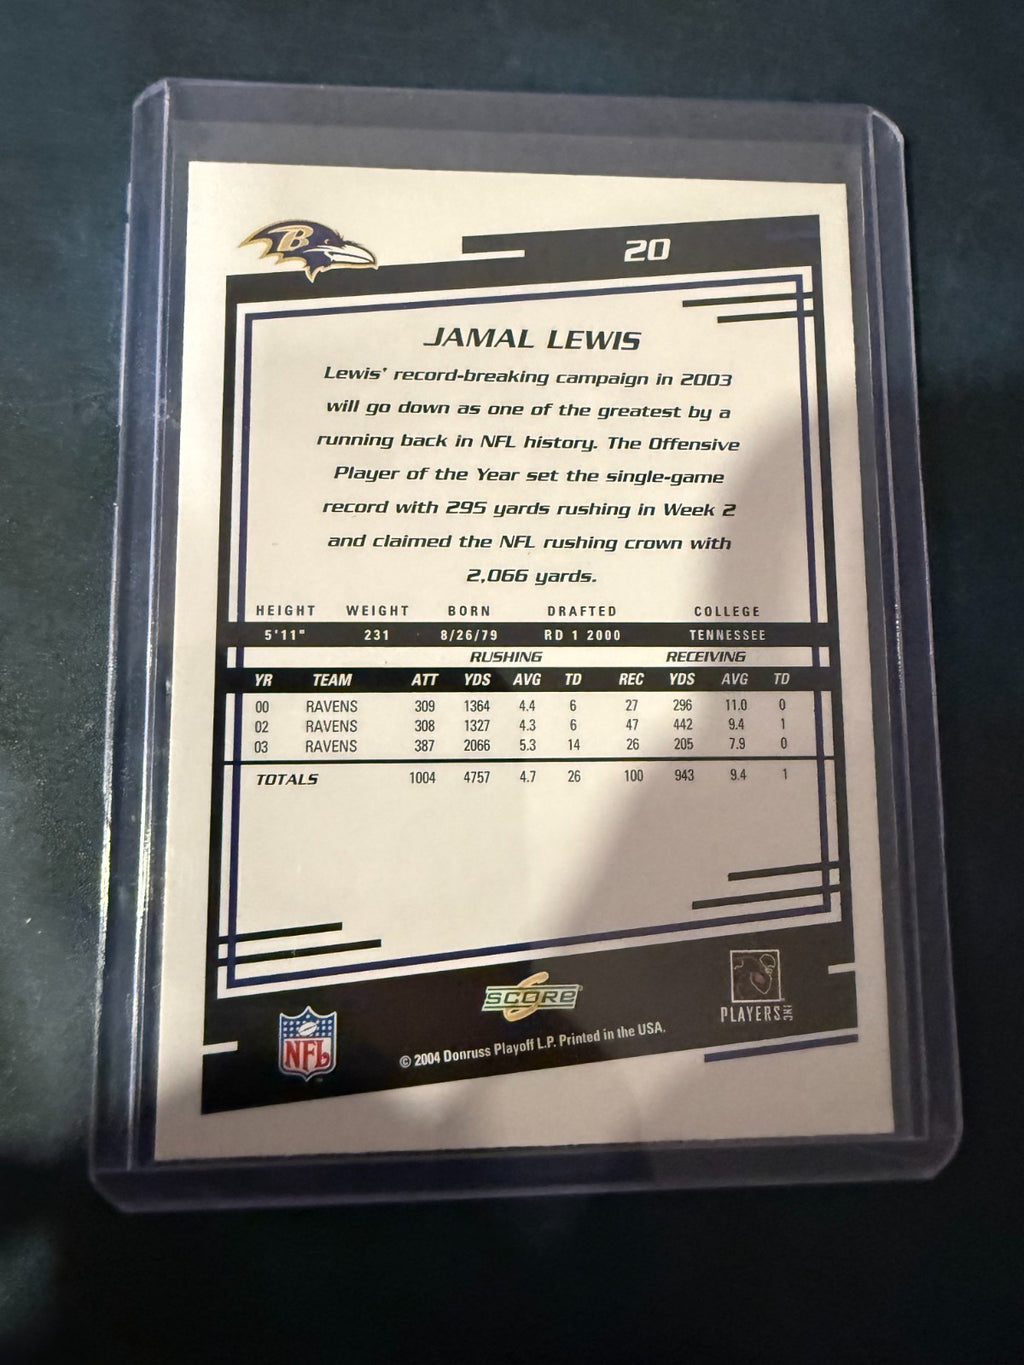 B
20
JAMAL LEWIS
Lewis' record-breaking campaign in 2003
will go down as one of the greatest by a
running back in NFL history. The Offensive
Player of the Year set the single-game
record with 295 yards rushing in Week 2
and claimed the NFL rushing crown with
2,066 yards.
HEIGHT WEIGHT BORN DRAFTED COLLEGE
5'11" 231 8/26/79 RD 1 2000 TENNESSEE
RUSHING RECEIVING
YR TEAM ATT YDS AVG TD REC YDS AVG TD
00 RAVENS 309 1364 4.4 6 27 296 11.0 0
02 RAVENS 308 1327 4.3 6 47 442 9.4 1
03 RAVENS 387 2066 5.3 14 26 205 7.9 0
TOTALS 1004 4757 4.7 26 100 943 9.4 1
SCORE
PLAYERS INC
NFL
© 2004 Donruss Playoff L.P. Printed in the USA.